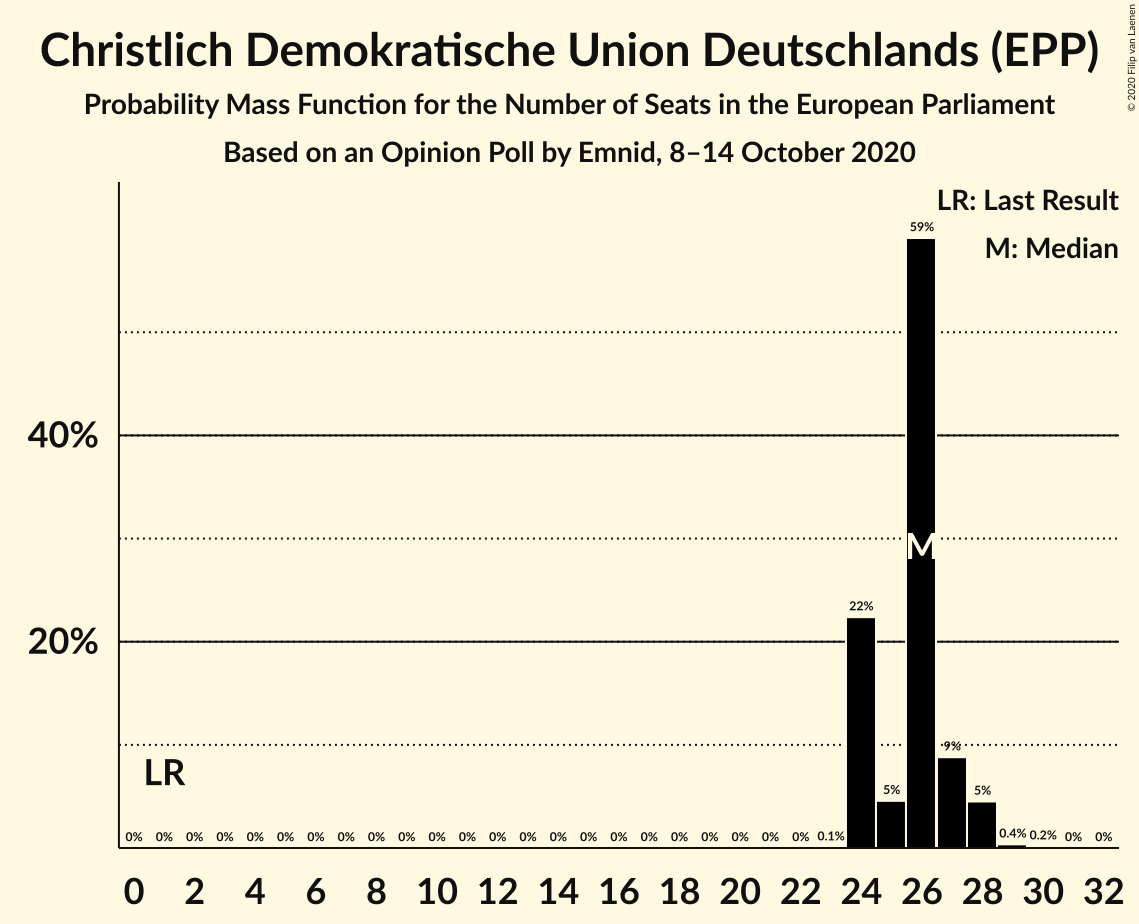 Christlich Demokratische Union Deutschlands (EPP)
Probability Mass Function for the Number of Seats in the European Parliament
Based on an Opinion Poll by Emnid, 8–14 October 2020
© 2020 Filip van Laenen
LR: Last Result
M: Median
59%
40%
M
22%
20%
9%
LR
5% 5%
0% 0% 0% 0% 0% 0% 0% 0% 0% 0% 0% 0% 0% 0% 0% 0% 0% 0% 0% 0% 0% 0% 0% 0.1% 0.4% 0.2% 0% 0%
0 2 4 6 8 10 12 14 16 18 20 22 24 26 28 30 32